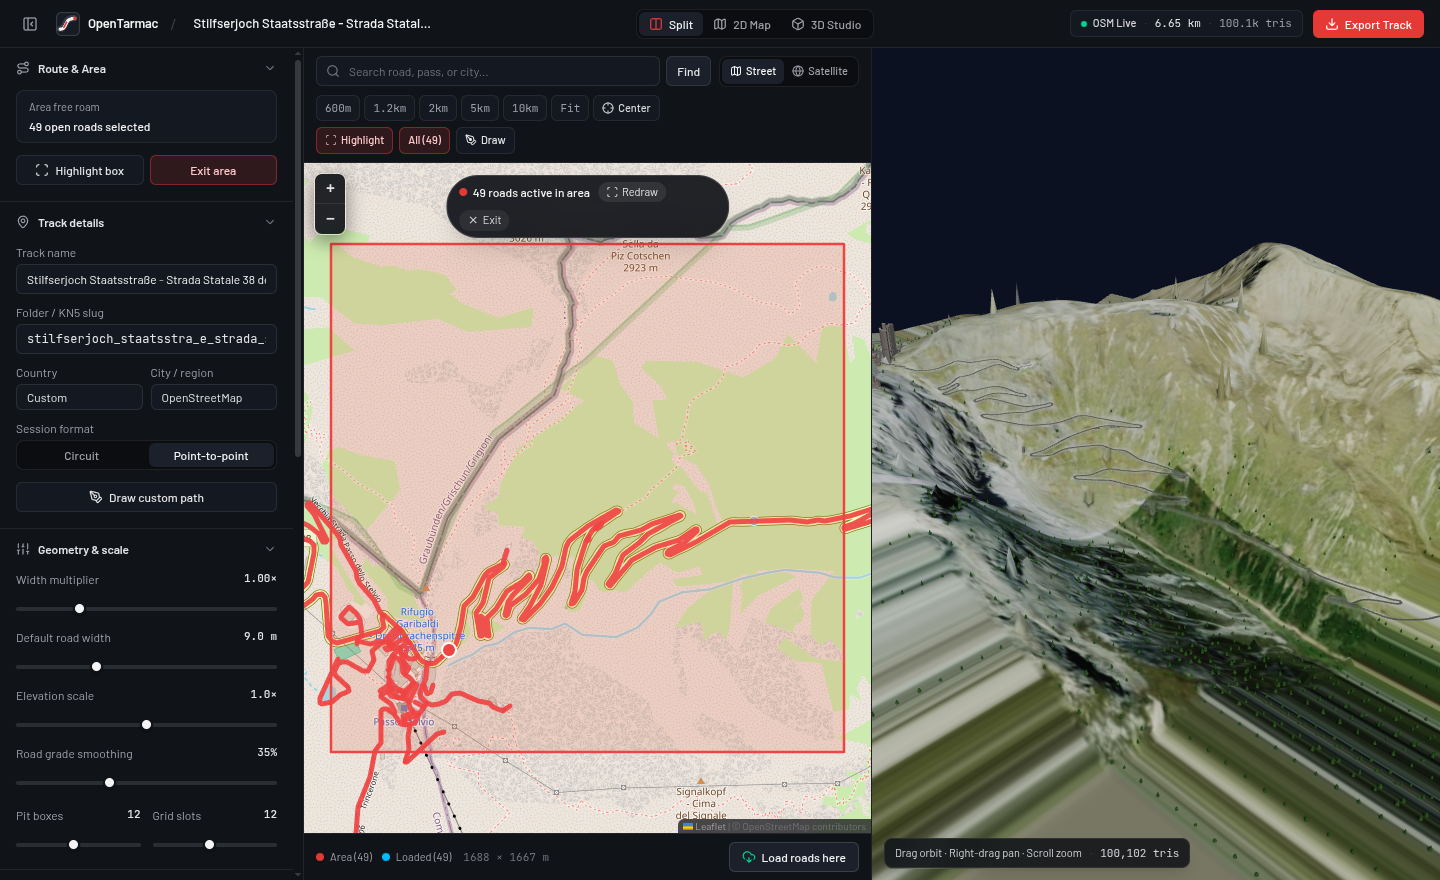 OpenTarmac / Stilfserjoch Staatsstraße - Strada Statal...
Split
2D Map
3D Studio
OSM Live · 6.65 km · 100.1k tris
Export Track
Route & Area
Area free roam
49 open roads selected
Highlight box
Exit area
Track details
Track name
Stilfserjoch Staatsstraße - Strada Statale 38 de
Folder / KN5 slug
stilfserjoch_staatsstra_e_strada_
Country
City / region
Custom
OpenStreetMap
Session format
Circuit
Point-to-point
Draw custom path
Geometry & scale
Width multiplier 1.00×
Default road width 9.0 m
Elevation scale 1.0×
Road grade smoothing 35%
Pit boxes 12
Grid slots 12
Search road, pass, or city...
Find
Street
Satellite
600m
1.2km
2km
5km
10km
Fit
Center
Highlight
All (49)
Draw
+
−
49 roads active in area
Redraw
× Exit
3026 m
Sella da
Piz Cotschen
2923 m
Graubünden/Grischun/Grigioni
Rifugio
Garibaldi
Signalkopf
- Cima
del Signale
Leaflet | © OpenStreetMap contributors
Area (49)
Loaded (49)
1688 × 1667 m
Load roads here
Drag orbit · Right-drag pan · Scroll zoom · 100,102 tris